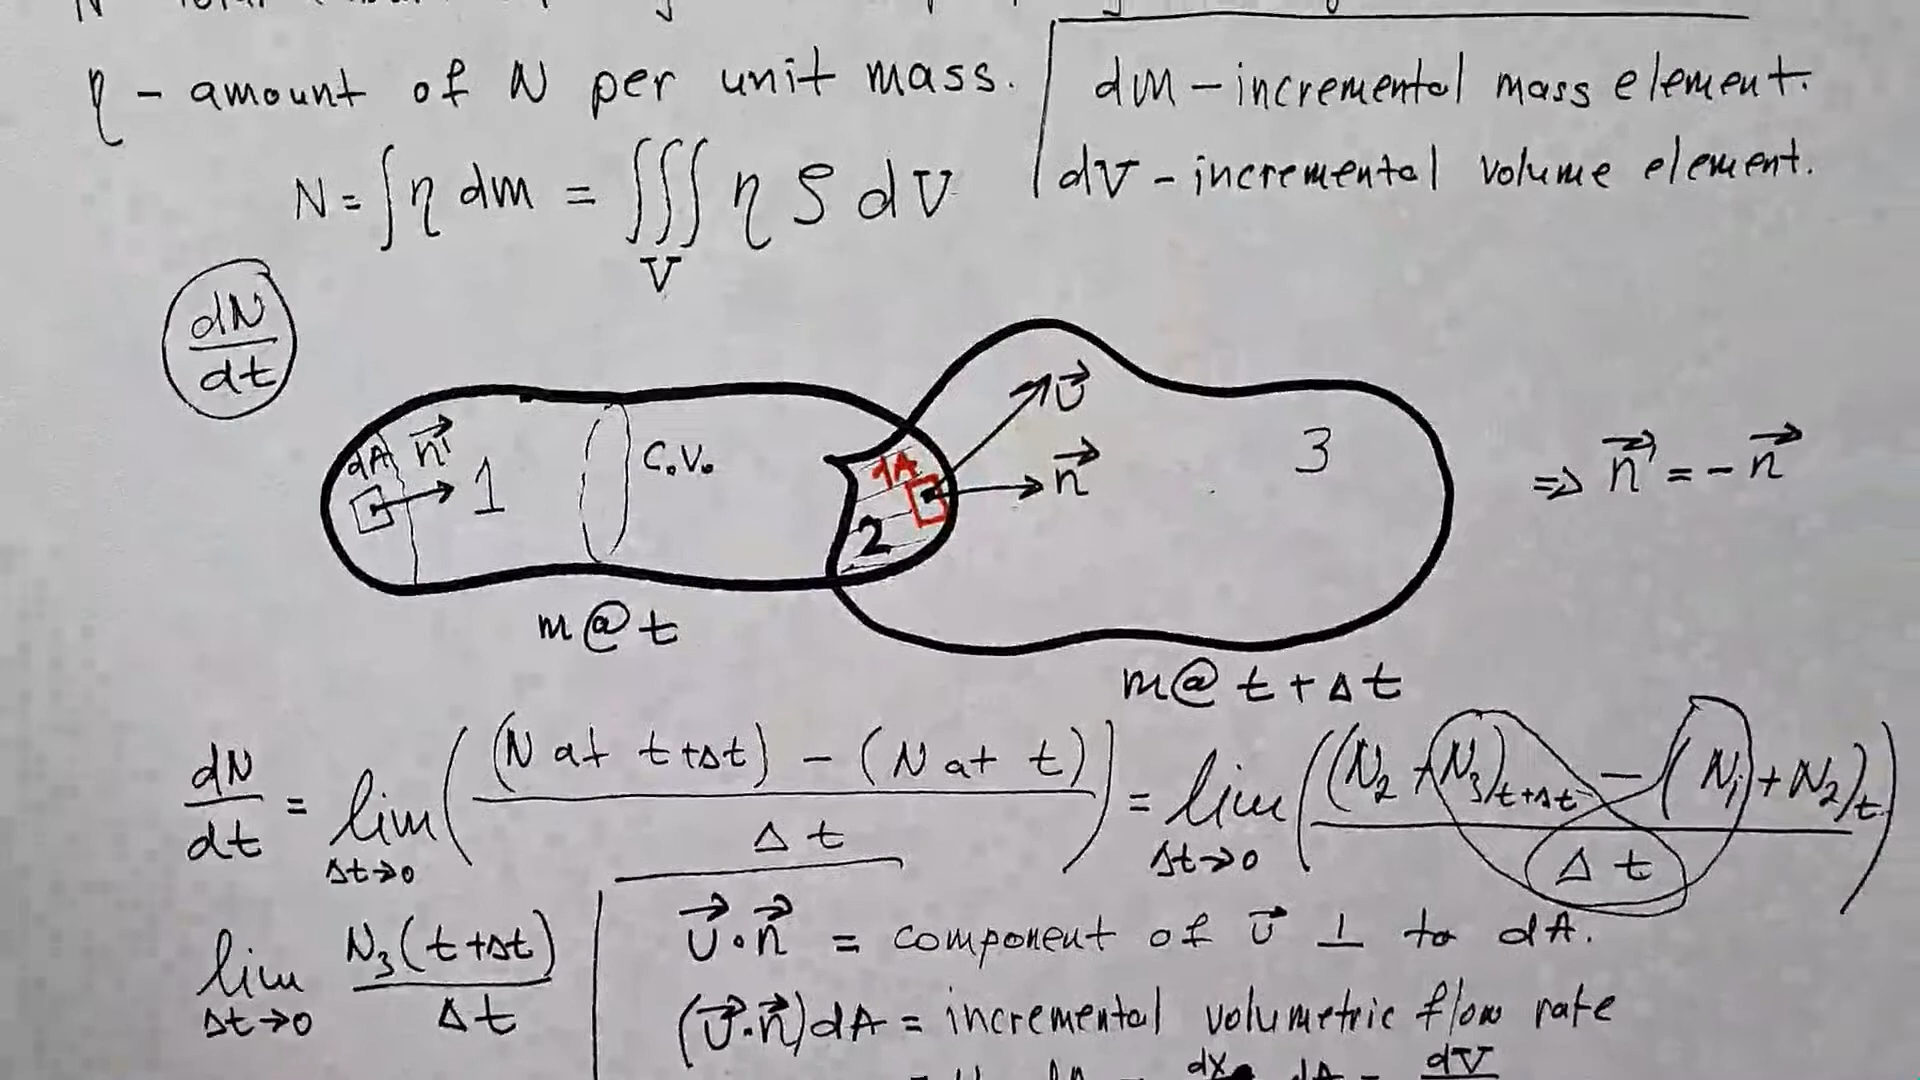 η - amount of N per unit mass.
dm - incremental mass element.
dV - incremental volume element.
N = ∫ η dm = ∭ η ρ dV
V
dN/dt
dA n⃗' 1 C.V. 2 v⃗ n⃗ 3
⇒ n⃗' = - n⃗
m@t
m@ t+Δt
dN/dt = lim Δt→0 ( (N at t+Δt) - (N at t) / Δt ) = lim Δt→0 ( (N₂ + N₃)t+Δt - (N₁ + N₂)t / Δt )
lim Δt→0 N₃(t+Δt) / Δt
v⃗·n⃗ = component of v⃗ ⊥ to dA.
(v⃗·n⃗)dA = incremental volumetric flow rate